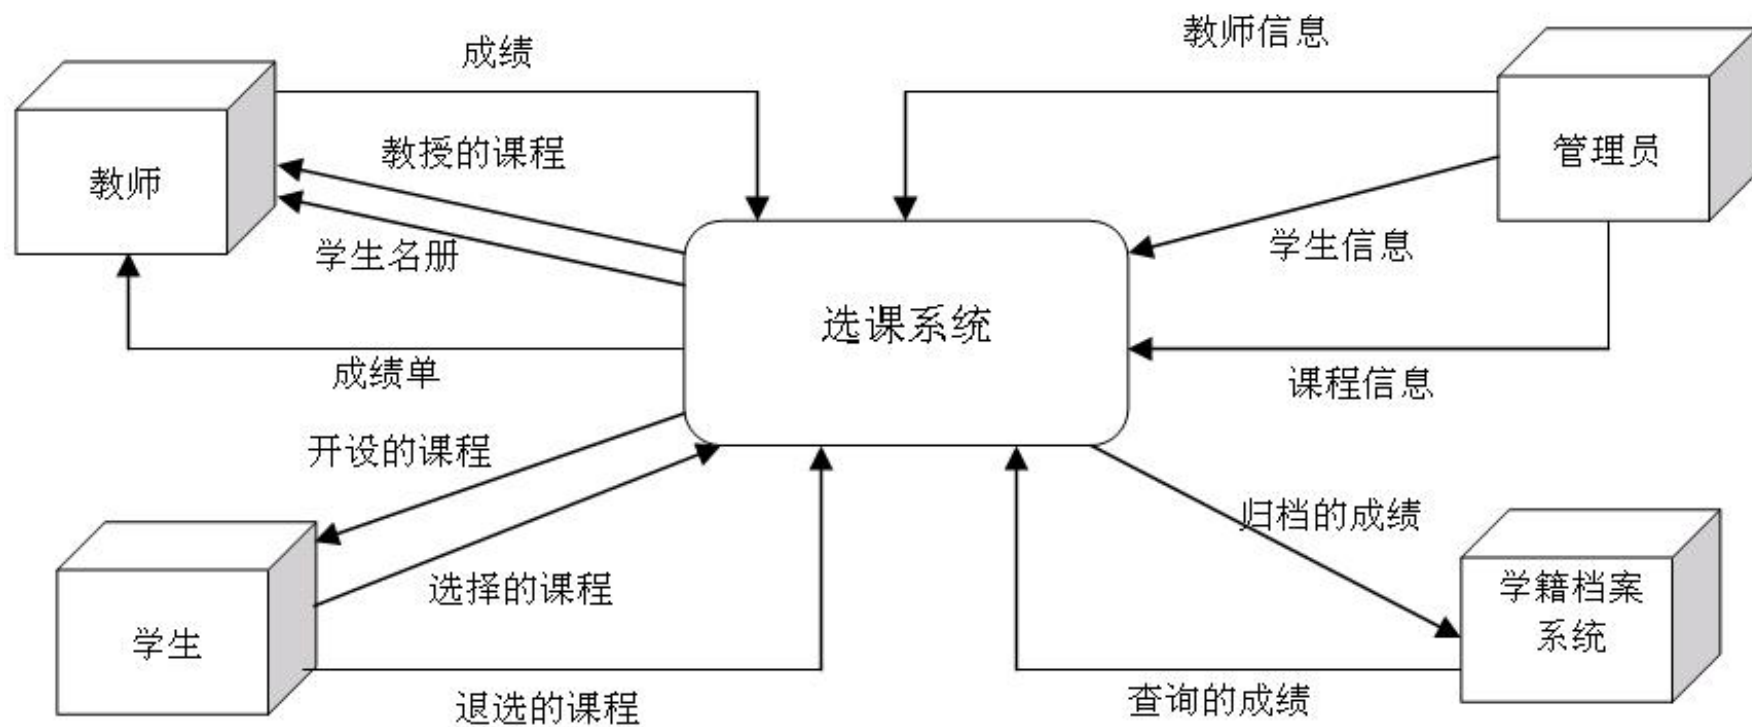 成绩
教师信息
教师
教授的课程
管理员
学生名册
学生信息
选课系统
成绩单
课程信息
开设的课程
归档的成绩
选择的课程
学籍档案
系统
学生
退选的课程
查询的成绩